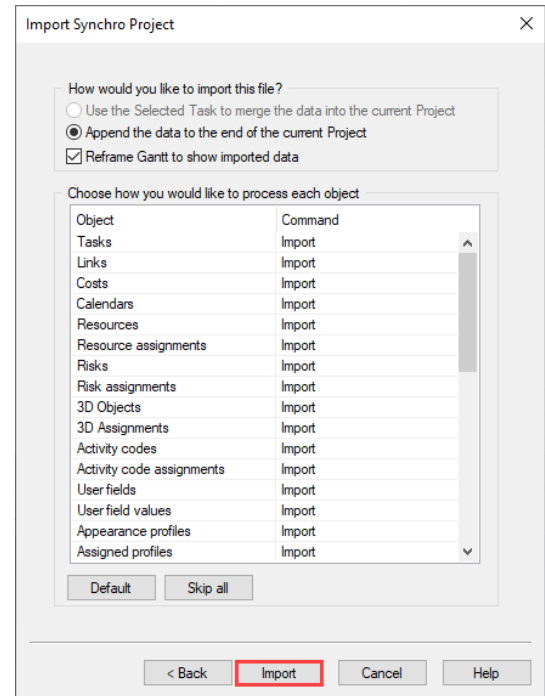 Import Synchro Project
How would you like to import this file?
Use the Selected Task to merge the data into the current Project
Append the data to the end of the current Project
Reframe Gantt to show imported data
Choose how you would like to process each object
Object Command
Tasks Import
Links Import
Costs Import
Calendars Import
Resources Import
Resource assignments Import
Risks Import
Risk assignments Import
3D Objects Import
3D Assignments Import
Activity codes Import
Activity code assignments Import
User fields Import
User field values Import
Appearance profiles Import
Assigned profiles Import
Default Skip all
< Back Import Cancel Help